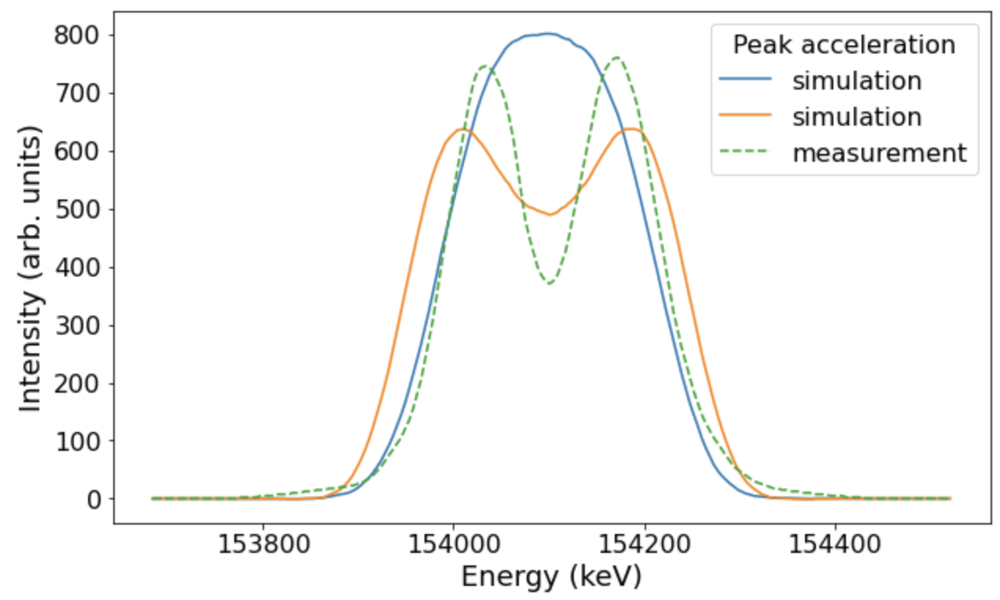 Peak acceleration
simulation
simulation
measurement
Intensity (arb. units)
800
700
600
500
400
300
200
100
0
153800 154000 154200 154400
Energy (keV)